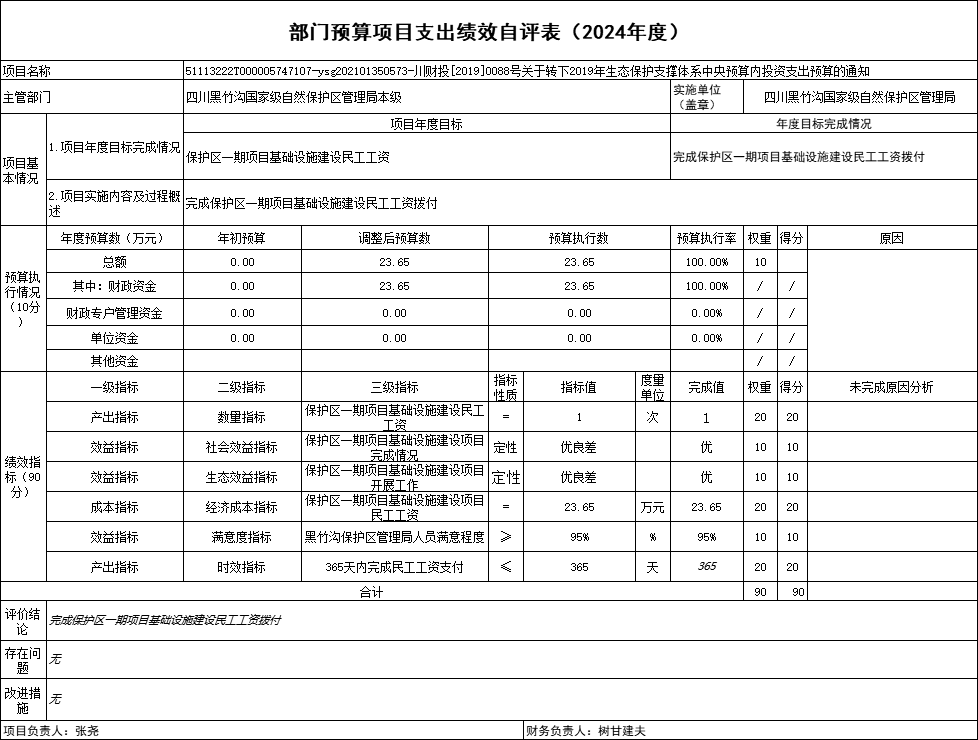 部门预算项目支出绩效自评表（2024年度）
项目名称 51113222T000005747107-ysg202101350573-川财投[2019]0088号关于转下2019年生态保护支撑体系中央预算内投资支出预算的通知
主管部门 四川黑竹沟国家级自然保护区管理局本级 实施单位（盖章） 四川黑竹沟国家级自然保护区管理局
项目基本情况 1.项目年度目标完成情况 项目年度目标 年度目标完成情况
保护区一期项目基础设施建设民工工资 完成保护区一期项目基础设施建设民工工资拨付
2.项目实施内容及过程概述 完成保护区一期项目基础设施建设民工工资拨付
预算执行情况（10分） 年度预算数（万元） 年初预算 调整后预算数 预算执行数 预算执行率 权重 得分 原因
总额 0.00 23.65 23.65 100.00% 10
其中：财政资金 0.00 23.65 23.65 100.00% / /
财政专户管理资金 0.00 0.00 0.00 0.00% / /
单位资金 0.00 0.00 0.00 0.00% / /
其他资金 / /
绩效指标（90分） 一级指标 二级指标 三级指标 指标性质 指标值 度量单位 完成值 权重 得分 未完成原因分析
产出指标 数量指标 保护区一期项目基础设施建设民工工资 = 1 次 1 20 20
效益指标 社会效益指标 保护区一期项目基础设施建设项目完成情况 定性 优良差 优 10 10
效益指标 生态效益指标 保护区一期项目基础设施建设项目开展工作 定性 优良差 优 10 10
成本指标 经济成本指标 保护区一期项目基础设施建设项目民工工资 = 23.65 万元 23.65 20 20
效益指标 满意度指标 黑竹沟保护区管理局人员满意程度 ≥ 95% % 95% 10 10
产出指标 时效指标 365天内完成民工工资支付 ≤ 365 天 365 20 20
合计 90 90
评价结论 完成保护区一期项目基础设施建设民工工资拨付
存在问题 无
改进措施 无
项目负责人：张尧 财务负责人：树甘建夫